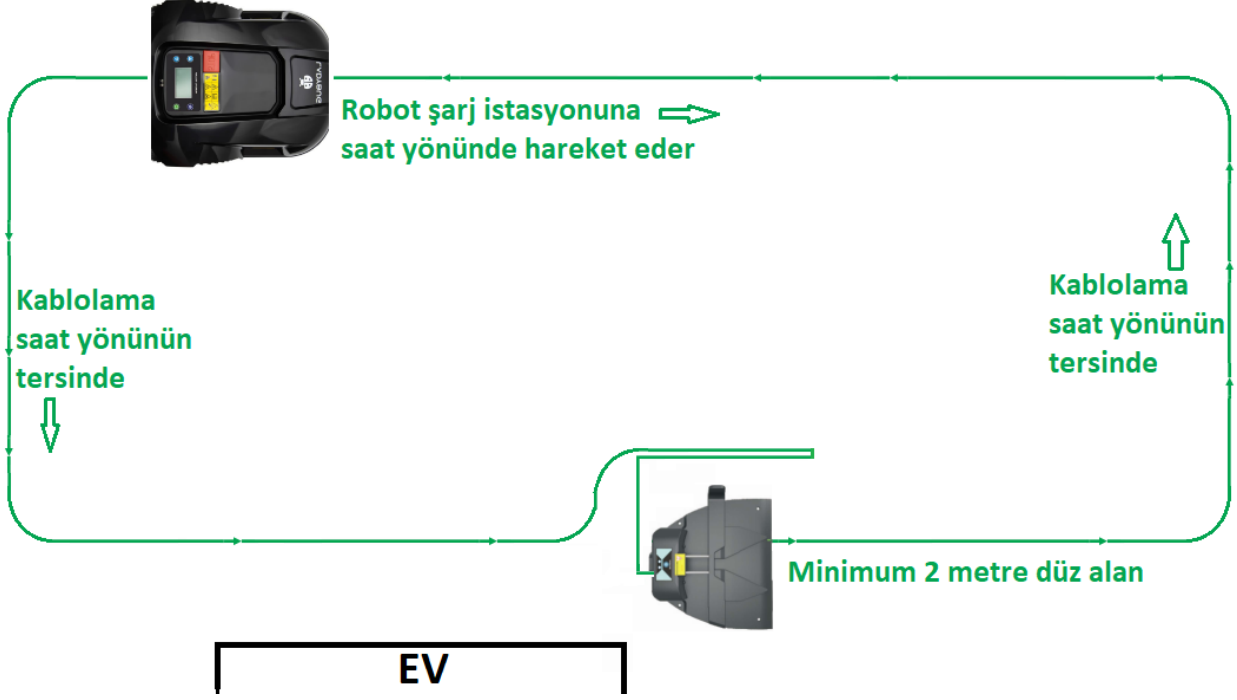 Robot şarj istasyonuna
saat yönünde hareket eder
Kablolama
saat yönünün
tersinde
Kablolama
saat yönünün
tersinde
Minimum 2 metre düz alan
EV